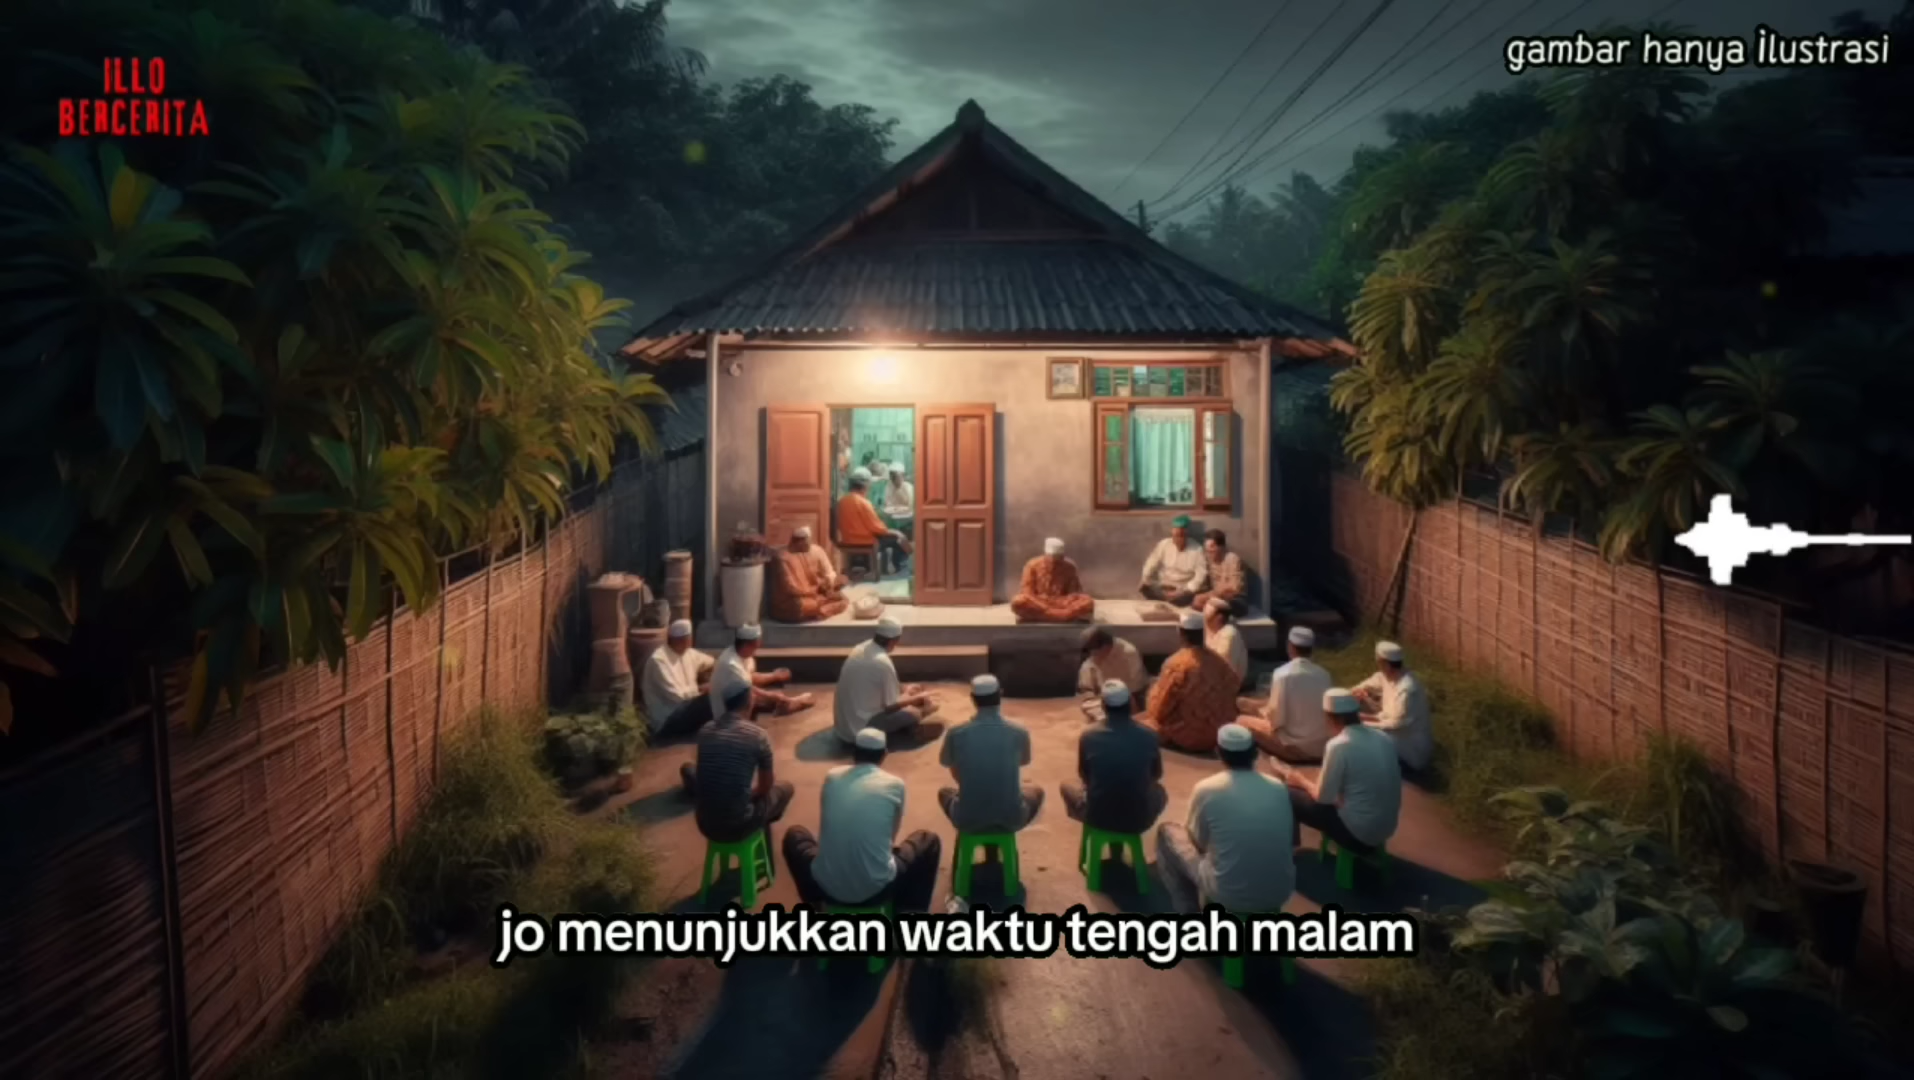 ILLO
BERCERITA
gambar hanya ilustrasi
jo menunjukkan waktu tengah malam